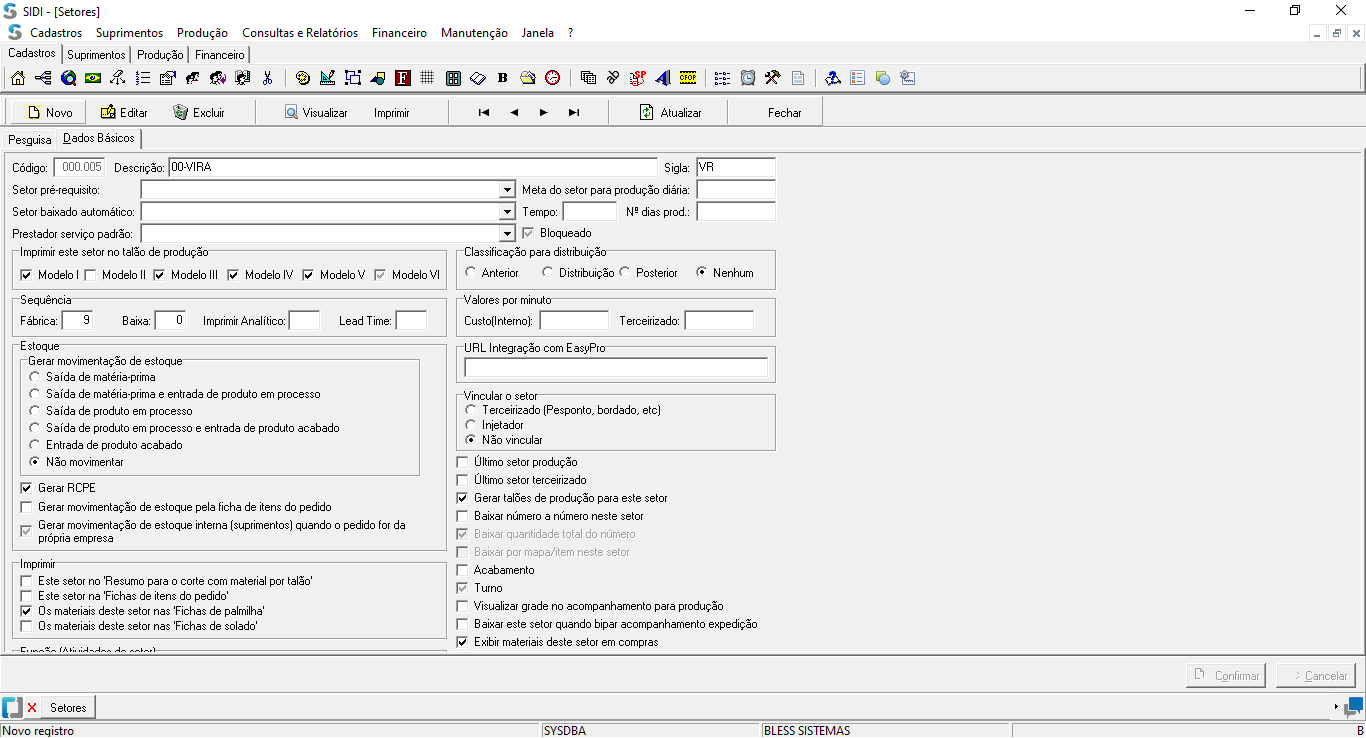 SIDI - [Setores]
Cadastros Suprimentos Produção Consultas e Relatórios Financeiro Manutenção Janela ?
Cadastros Suprimentos Produção Financeiro
F B SP CFOP
Novo Editar Excluir Visualizar Imprimir Atualizar Fechar
Pesquisa Dados Básicos
Código: 000.005 Descrição: 00-VIRA Sigla: VR
Setor pré-requisito: Meta do setor para produção diária:
Setor baixado automático: Tempo: Nº dias prod.:
Prestador serviço padrão: Bloqueado
Imprimir este setor no talão de produção
Modelo I Modelo II Modelo III Modelo IV Modelo V Modelo VI
Classificação para distribuição
Anterior Distribuição Posterior Nenhum
Sequência
Fábrica: 9 Baixa: 0 Imprimir Analítico: Lead Time:
Valores por minuto
Custo(Interno): Terceirizado:
Estoque
Gerar movimentação de estoque
Saída de matéria-prima
Saída de matéria-prima e entrada de produto em processo
Saída de produto em processo
Saída de produto em processo e entrada de produto acabado
Entrada de produto acabado
Não movimentar
Gerar RCPE
Gerar movimentação de estoque pela ficha de itens do pedido
Gerar movimentação de estoque interna (suprimentos) quando o pedido for da
própria empresa
Imprimir
Este setor no 'Resumo para o corte com material por talão'
Este setor na 'Fichas de itens do pedido'
Os materiais deste setor nas 'Fichas de palmilha'
Os materiais deste setor nas 'Fichas de solado'
Função (Atividades do setor)
URL Integração com EasyPro
Vincular o setor
Terceirizado (Pesponto, bordado, etc)
Injetador
Não vincular
Último setor produção
Último setor terceirizado
Gerar talões de produção para este setor
Baixar número a número neste setor
Baixar quantidade total do número
Baixar por mapa/item neste setor
Acabamento
Turno
Visualizar grade no acompanhamento para produção
Baixar este setor quando bipar acompanhamento expedição
Exibir materiais deste setor em compras
Confirmar Cancelar
Setores
Novo registro SYSDBA BLESS SISTEMAS B